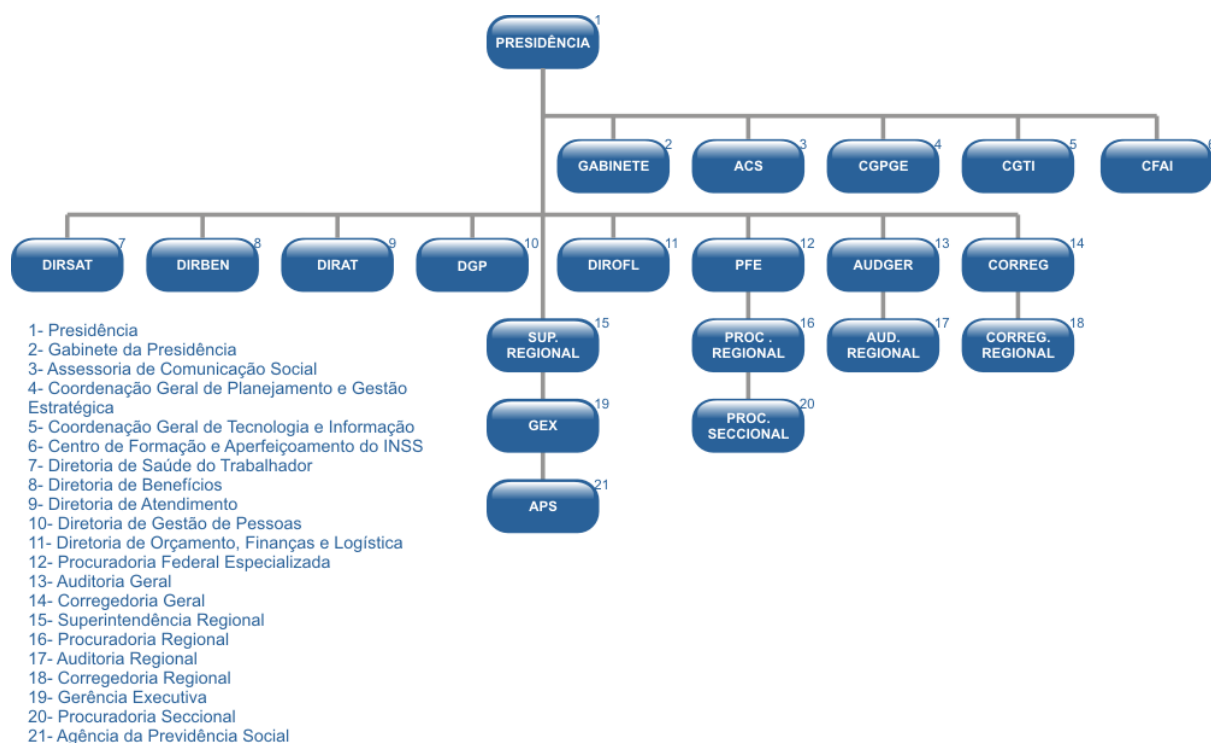 1
PRESIDÊNCIA
2
GABINETE
3
ACS
4
CGPGE
5
CGTI
6
CFAI
7
DIRSAT
8
DIRBEN
9
DIRAT
10
DGP
11
DIROFL
12
PFE
13
AUDGER
14
CORREG
15
SUP.
REGIONAL
16
PROC .
REGIONAL
17
AUD.
REGIONAL
18
CORREG.
REGIONAL
19
GEX
20
PROC.
SECCIONAL
21
APS
1- Presidência
2- Gabinete da Presidência
3- Assessoria de Comunicação Social
4- Coordenação Geral de Planejamento e Gestão
Estratégica
5- Coordenação Geral de Tecnologia e Informação
6- Centro de Formação e Aperfeiçoamento do INSS
7- Diretoria de Saúde do Trabalhador
8- Diretoria de Benefícios
9- Diretoria de Atendimento
10- Diretoria de Gestão de Pessoas
11- Diretoria de Orçamento, Finanças e Logística
12- Procuradoria Federal Especializada
13- Auditoria Geral
14- Corregedoria Geral
15- Superintendência Regional
16- Procuradoria Regional
17- Auditoria Regional
18- Corregedoria Regional
19- Gerência Executiva
20- Procuradoria Seccional
21- Agência da Previdência Social